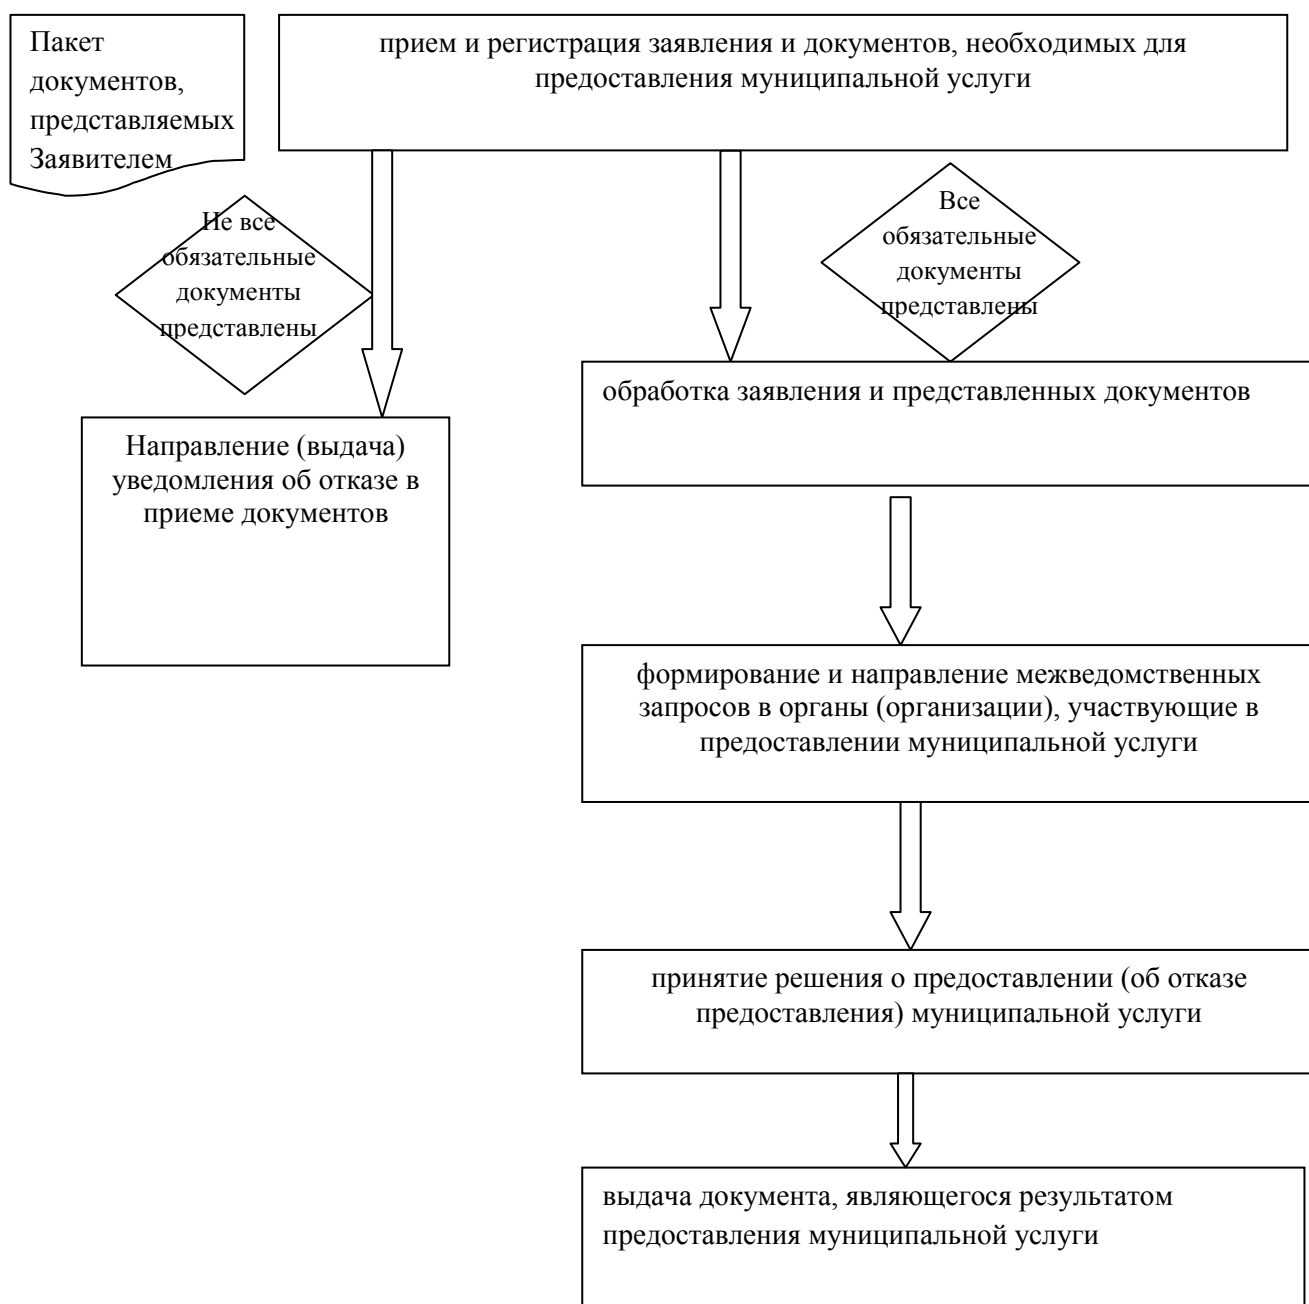 Пакет
документов,
представляемых
Заявителем
прием и регистрация заявления и документов, необходимых для
предоставления муниципальной услуги
Не все
обязательные
документы
представлены
Все
обязательные
документы
представлены
обработка заявления и представленных документов
Направление (выдача)
уведомления об отказе в
приеме документов
формирование и направление межведомственных
запросов в органы (организации), участвующие в
предоставлении муниципальной услуги
принятие решения о предоставлении (об отказе
предоставления) муниципальной услуги
выдача документа, являющегося результатом
предоставления муниципальной услуги